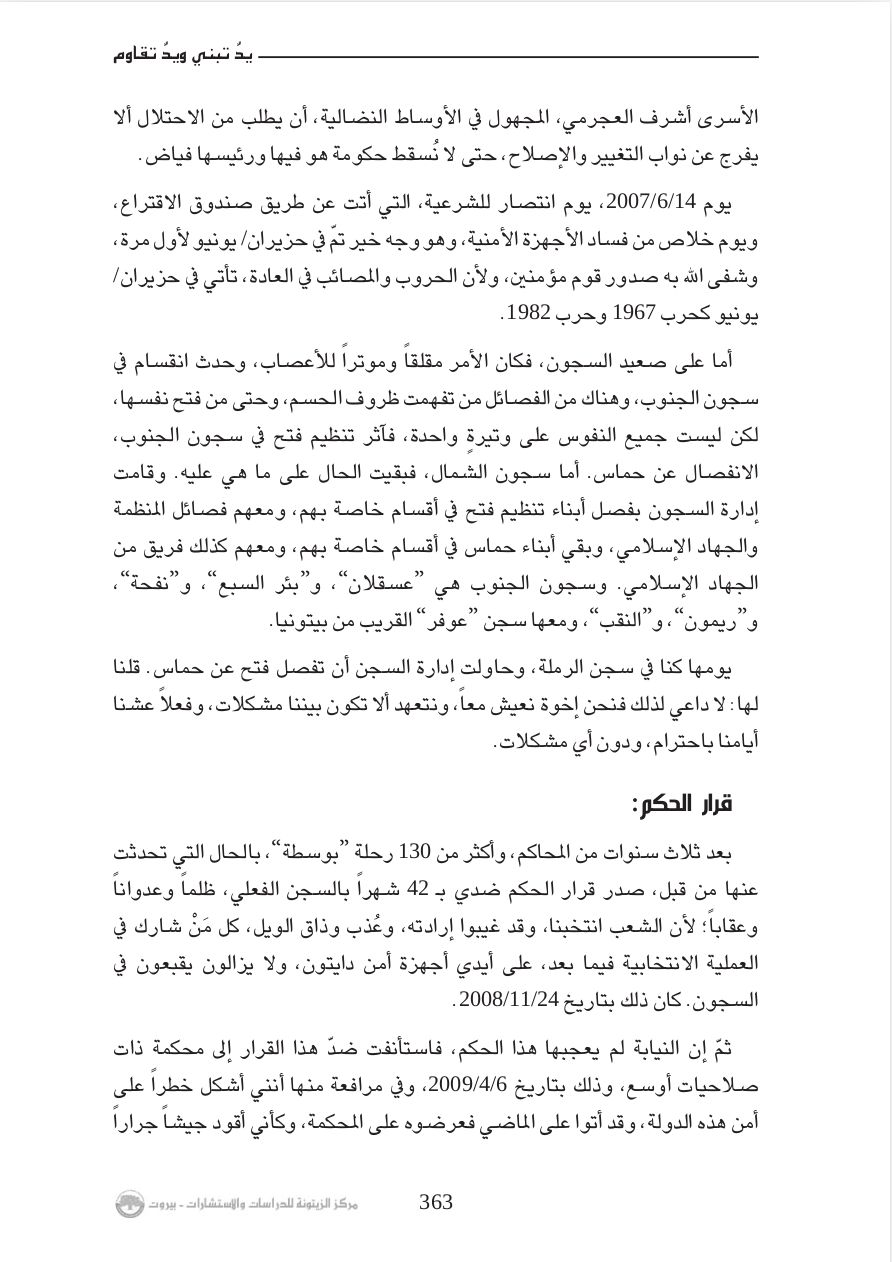 يدٌ تبني ويدٌ تقاوم
الأسرى أشرف العجرمي، المجهول في الأوساط النضالية، أن يطلب من الاحتلال ألا
يفرج عن نواب التغيير والإصلاح، حتى لا نُسقط حكومة هو فيها ورئيسها فياض.
يوم 2007/6/14، يوم انتصار للشرعية، التي أتت عن طريق صندوق الاقتراع،
ويوم خلاص من فساد الأجهزة الأمنية، وهو وجه خير تمّ في حزيران/ يونيو لأول مرة،
وشفى الله به صدور قوم مؤمنين، ولأن الحروب والمصائب في العادة، تأتي في حزيران/
يونيو كحرب 1967 وحرب 1982.
أما على صعيد السجون، فكان الأمر مقلقاً وموتراً للأعصاب، وحدث انقسام في
سجون الجنوب، وهناك من الفصائل من تفهمت ظروف الحسم، وحتى من فتح نفسها،
لكن ليست جميع النفوس على وتيرةٍ واحدة، فآثر تنظيم فتح في سجون الجنوب،
الانفصال عن حماس. أما سجون الشمال، فبقيت الحال على ما هي عليه. وقامت
إدارة السجون بفصل أبناء تنظيم فتح في أقسام خاصة بهم، ومعهم فصائل المنظمة
والجهاد الإسلامي، وبقي أبناء حماس في أقسام خاصة بهم، ومعهم كذلك فريق من
الجهاد الإسلامي. وسجون الجنوب هي ”عسقلان“، و”بئر السبع“، و”نفحة“،
و”ريمون“، و”النقب“، ومعها سجن ”عوفر“ القريب من بيتونيا.
يومها كنا في سجن الرملة، وحاولت إدارة السجن أن تفصل فتح عن حماس. قلنا
لها: لا داعي لذلك فنحن إخوة نعيش معاً، ونتعهد ألا تكون بيننا مشكلات، وفعلاً عشنا
أيامنا باحترام، ودون أي مشكلات.
قرار الحكم:
بعد ثلاث سنوات من المحاكم، وأكثر من 130 رحلة ”بوسطة“، بالحال التي تحدثت
عنها من قبل، صدر قرار الحكم ضدي بـ 42 شهراً بالسجن الفعلي، ظلماً وعدواناً
وعقاباً؛ لأن الشعب انتخبنا، وقد غيبوا إرادته، وعُذب وذاق الويل، كل مَنْ شارك في
العملية الانتخابية فيما بعد، على أيدي أجهزة أمن دايتون، ولا يزالون يقبعون في
السجون. كان ذلك بتاريخ 2008/11/24.
ثمّ إن النيابة لم يعجبها هذا الحكم، فاستأنفت ضدّ هذا القرار إلى محكمة ذات
صلاحيات أوسع، وذلك بتاريخ 2009/4/6، وفي مرافعة منها أنني أشكل خطراً على
أمن هذه الدولة، وقد أتوا على الماضي فعرضوه على المحكمة، وكأني أقود جيشاً جراراً
363
مركز الزيتونة للدراسات والاستشارات - بيروت